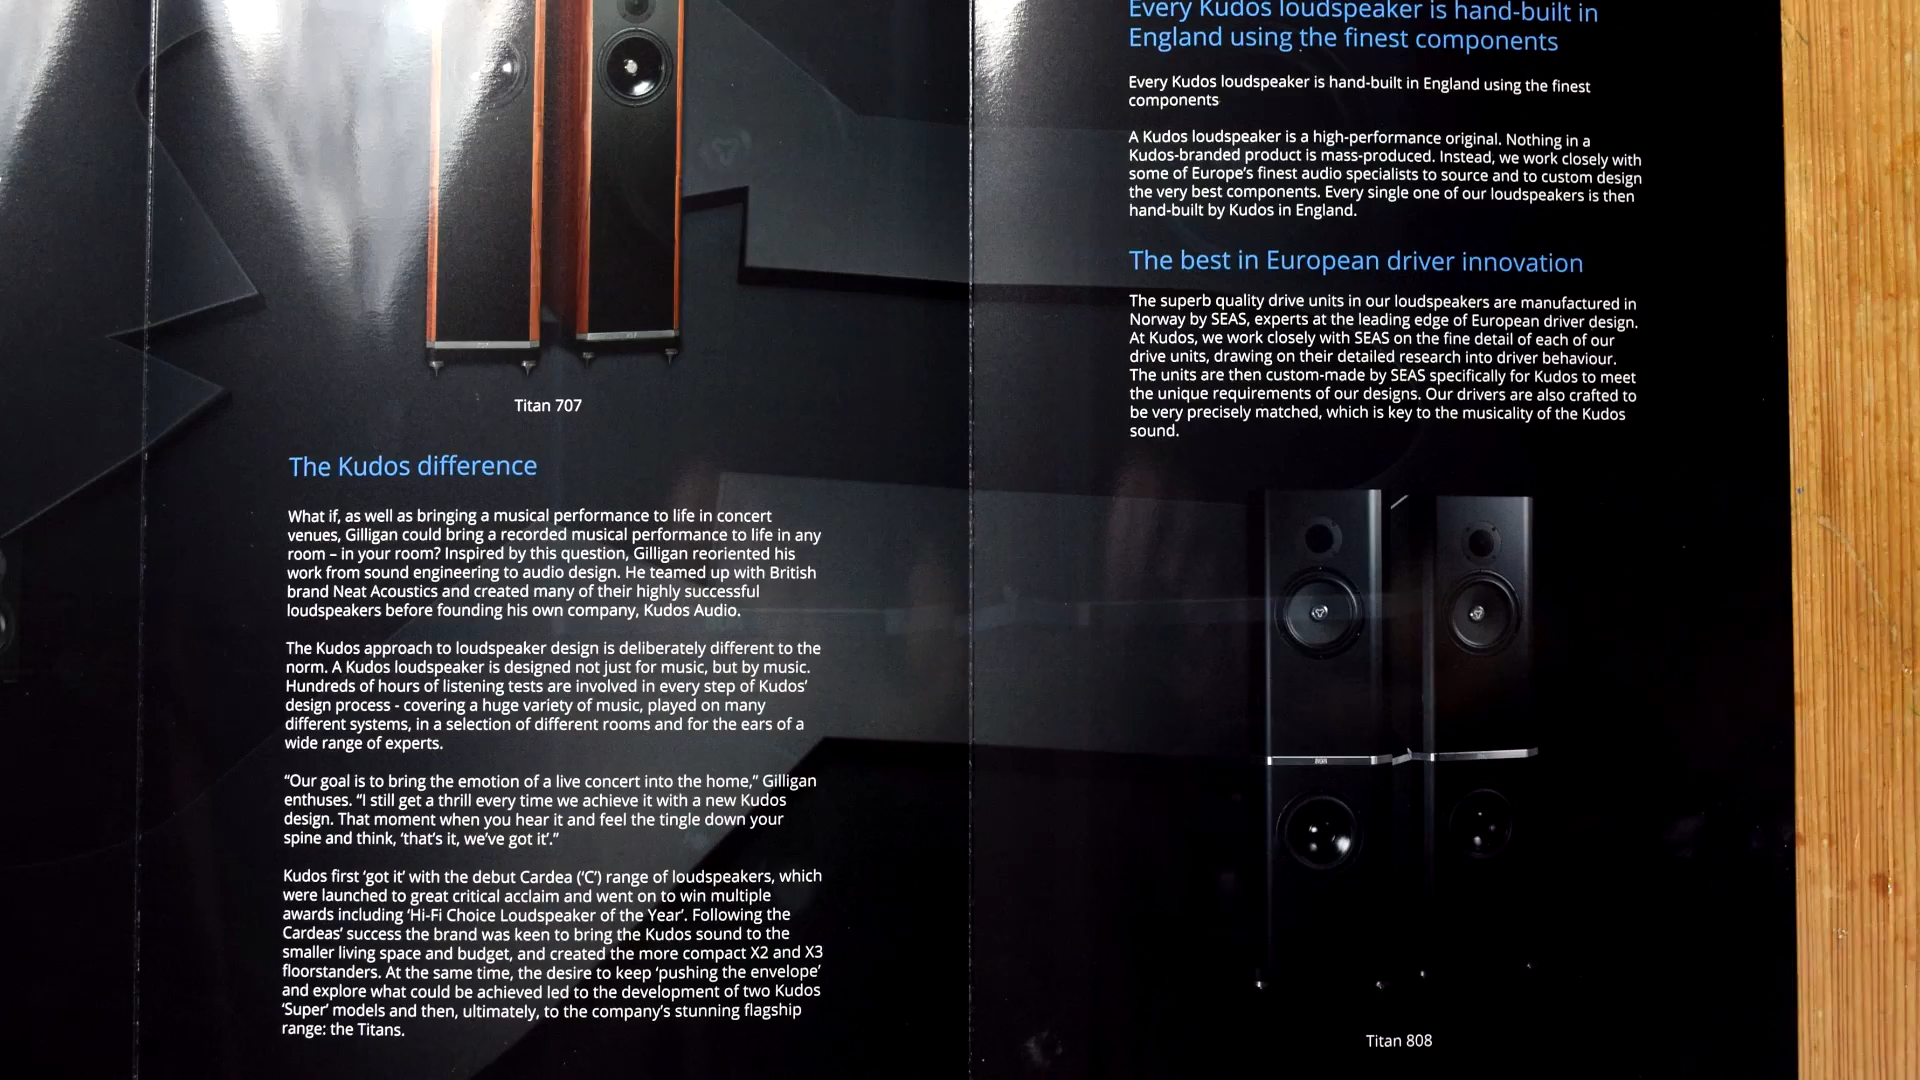 Titan 707
The Kudos difference
What if, as well as bringing a musical performance to life in concert
venues, Gilligan could bring a recorded musical performance to life in any
room – in your room? Inspired by this question, Gilligan reoriented his
work from sound engineering to audio design. He teamed up with British
brand Neat Acoustics and created many of their highly successful
loudspeakers before founding his own company, Kudos Audio.
The Kudos approach to loudspeaker design is deliberately different to the
norm. A Kudos loudspeaker is designed not just for music, but by music.
Hundreds of hours of listening tests are involved in every step of Kudos’
design process - covering a huge variety of music, played on many
different systems, in a selection of different rooms and for the ears of a
wide range of experts.
“Our goal is to bring the emotion of a live concert into the home,” Gilligan
enthuses. “I still get a thrill every time we achieve it with a new Kudos
design. That moment when you hear it and feel the tingle down your
spine and think, ‘that’s it, we’ve got it’.”
Kudos first ‘got it’ with the debut Cardea (‘C’) range of loudspeakers, which
were launched to great critical acclaim and went on to win multiple
awards including ‘Hi-Fi Choice Loudspeaker of the Year’. Following the
Cardeas’ success the brand was keen to bring the Kudos sound to the
smaller living space and budget, and created the more compact X2 and X3
floorstanders. At the same time, the desire to keep ‘pushing the envelope’
and explore what could be achieved led to the development of two Kudos
‘Super’ models and then, ultimately, to the company’s stunning flagship
range: the Titans.
Every Kudos loudspeaker is hand-built in
England using the finest components
Every Kudos loudspeaker is hand-built in England using the finest
components
A Kudos loudspeaker is a high-performance original. Nothing in a
Kudos-branded product is mass-produced. Instead, we work closely with
some of Europe’s finest audio specialists to source and to custom design
the very best components. Every single one of our loudspeakers is then
hand-built by Kudos in England.
The best in European driver innovation
The superb quality drive units in our loudspeakers are manufactured in
Norway by SEAS, experts at the leading edge of European driver design.
At Kudos, we work closely with SEAS on the fine detail of each of our
drive units, drawing on their detailed research into driver behaviour.
The units are then custom-made by SEAS specifically for Kudos to meet
the unique requirements of our designs. Our drivers are also crafted to
be very precisely matched, which is key to the musicality of the Kudos
sound.
Titan 808